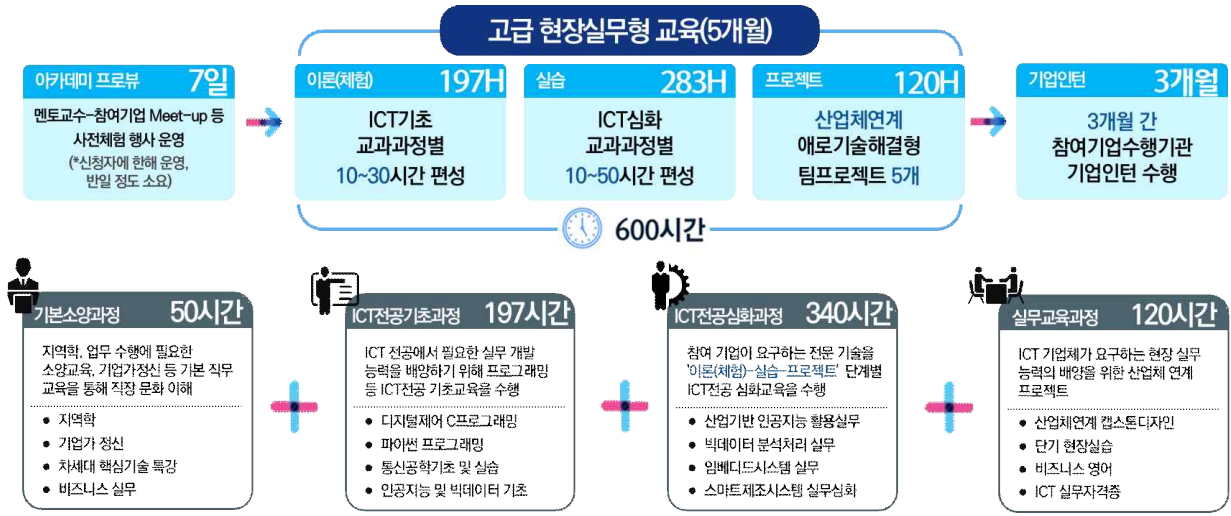 고급 현장실무형 교육(5개월)
아카데미 프로뷰 7일
멘토교수-참여기업 Meet-up 등
사전체험 행사 운영
(*신청자에 한해 운영,
반일 정도 소요)
이론(체험) 197H
ICT기초
교과과정별
10~30시간 편성
실습 283H
ICT심화
교과과정별
10~50시간 편성
프로젝트 120H
산업체연계
애로기술해결형
팀프로젝트 5개
기업인턴 3개월
3개월 간
참여기업수행기관
기업인턴 수행
600시간
기본소양과정 50시간
지역학, 업무 수행에 필요한
소양교육, 기업가정신 등 기본 직무
교육을 통해 직장 문화 이해
• 지역학
• 기업가 정신
• 차세대 핵심기술 특강
• 비즈니스 실무
ICT전공기초과정 197시간
ICT 전공에서 필요한 실무 개발
능력을 배양하기 위해 프로그래밍
등 ICT전공 기초교육을 수행
• 디지털제어 C프로그래밍
• 파이썬 프로그래밍
• 통신공학기초 및 실습
• 인공지능 및 빅데이터 기초
ICT전공심화과정 340시간
참여 기업이 요구하는 전문 기술을
'이론(체험)-실습-프로젝트' 단계별
ICT전공 심화교육을 수행
• 산업기반 인공지능 활용실무
• 빅데이터 분석처리 실무
• 임베디드시스템 실무
• 스마트제조시스템 실무심화
실무교육과정 120시간
ICT 기업체가 요구하는 현장 실무
능력의 배양을 위한 산업체 연계
프로젝트
• 산업체연계 캡스톤디자인
• 단기 현장실습
• 비즈니스 영어
• ICT 실무자격증